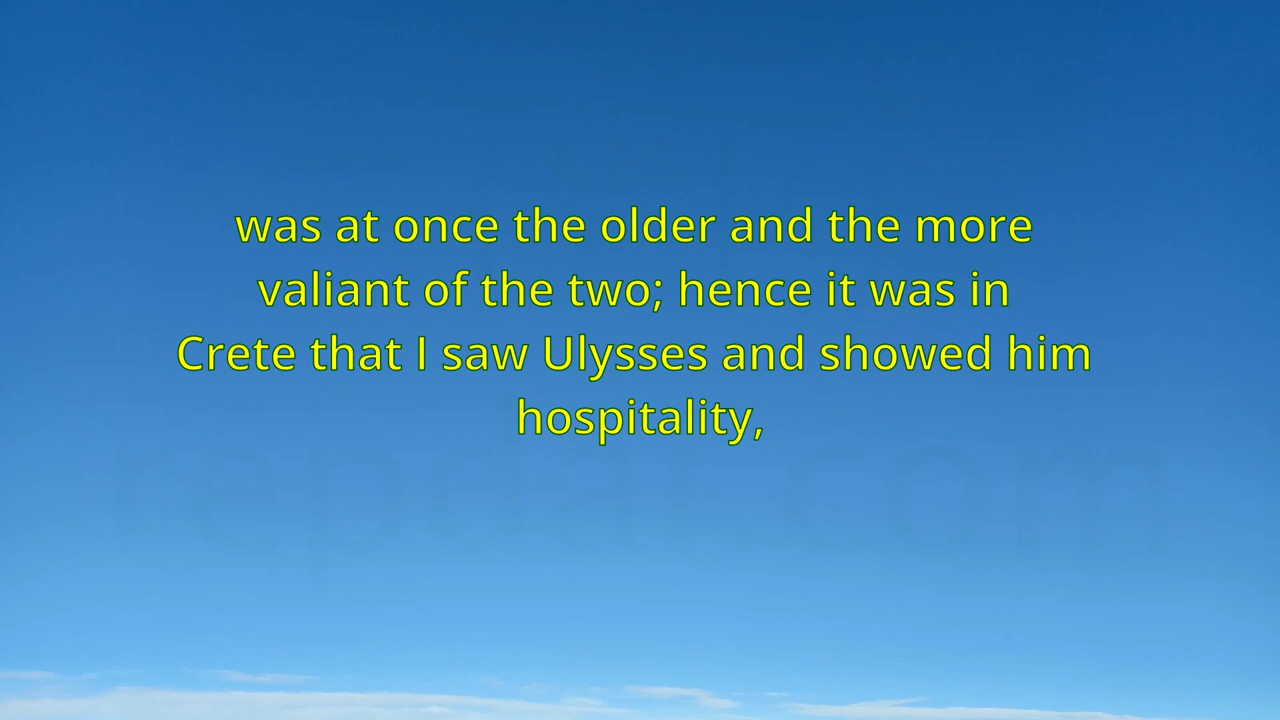 was at once the older and the more
valiant of the two; hence it was in
Crete that I saw Ulysses and showed him
hospitality,